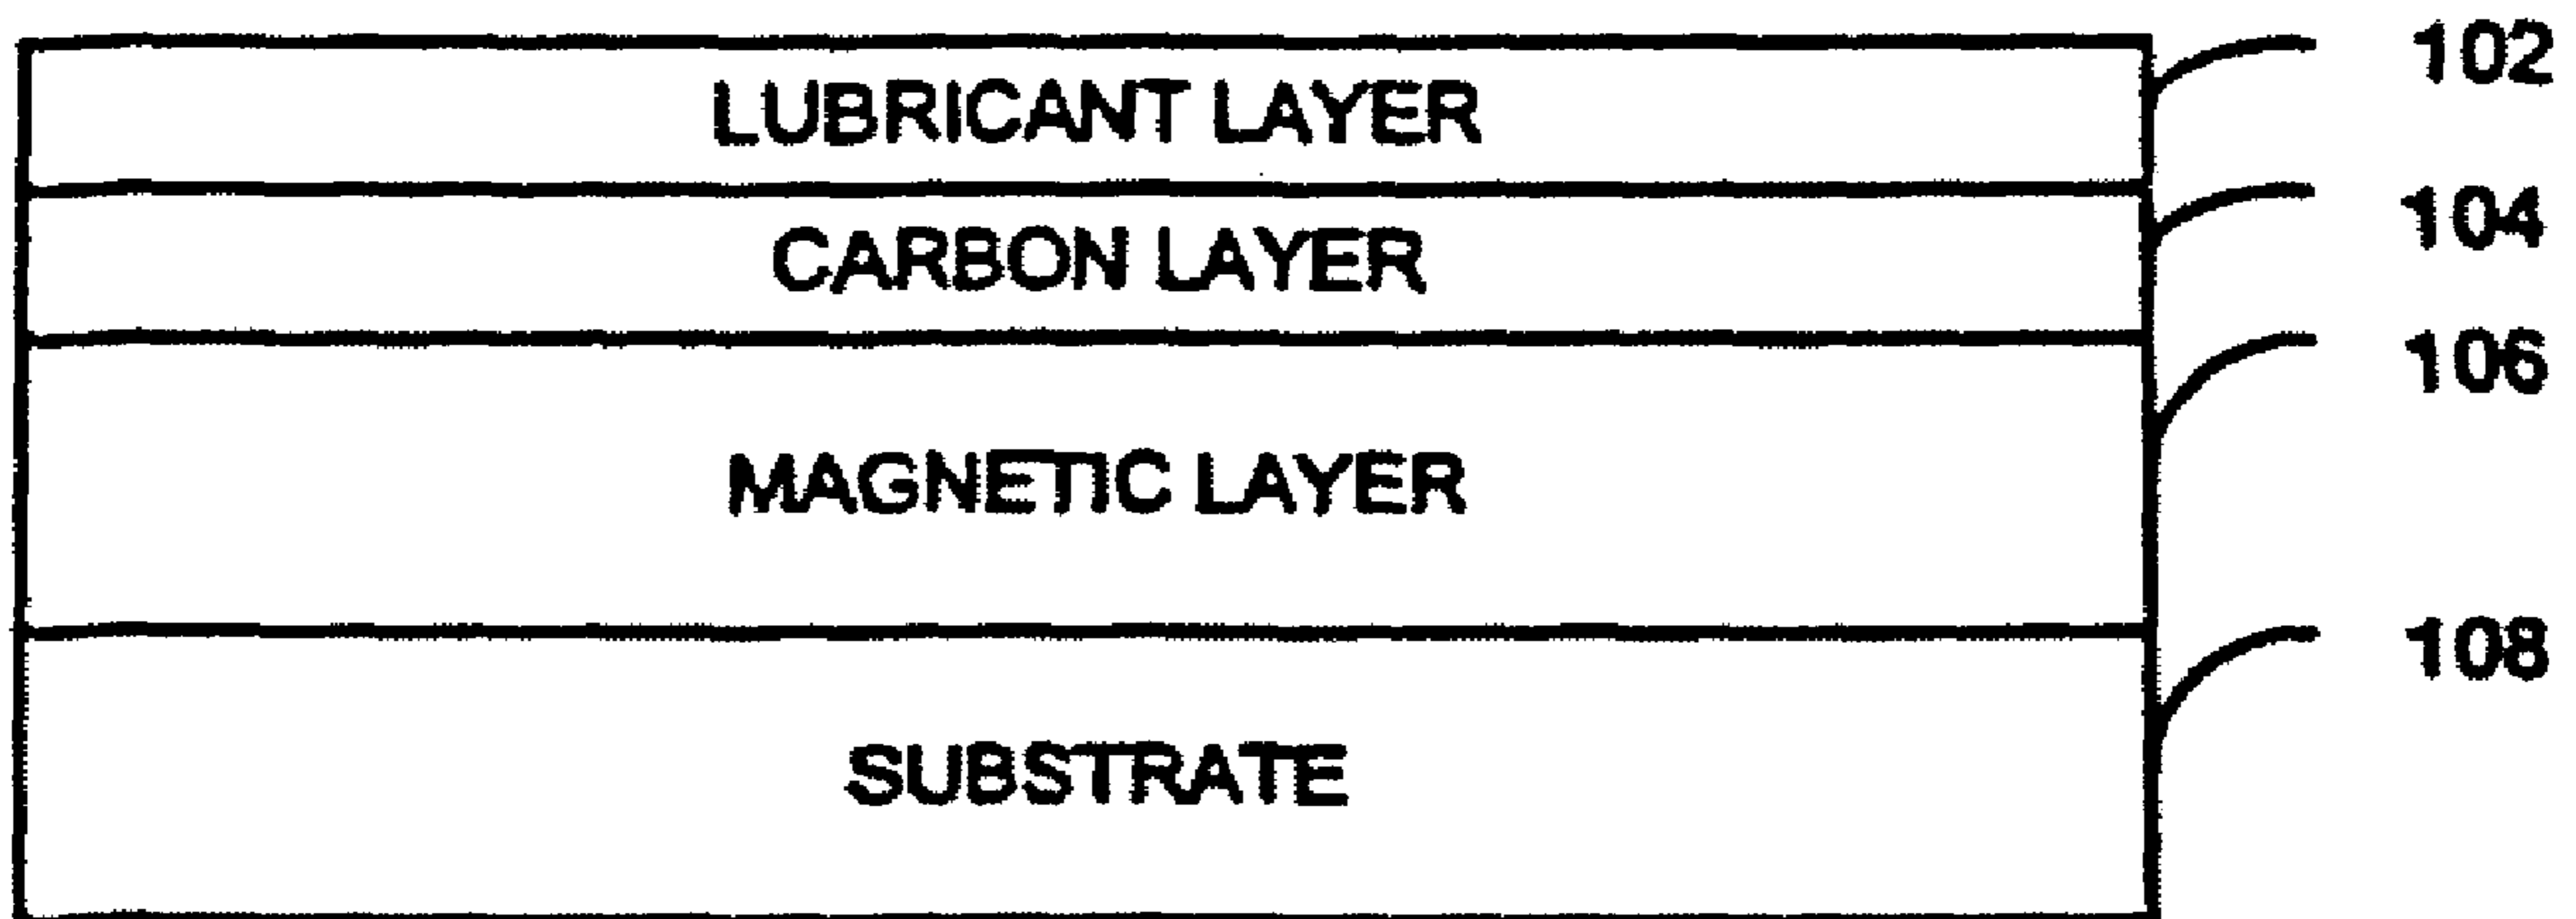 LUBRICANT LAYER 102
CARBON LAYER 104
MAGNETIC LAYER 106
SUBSTRATE 108